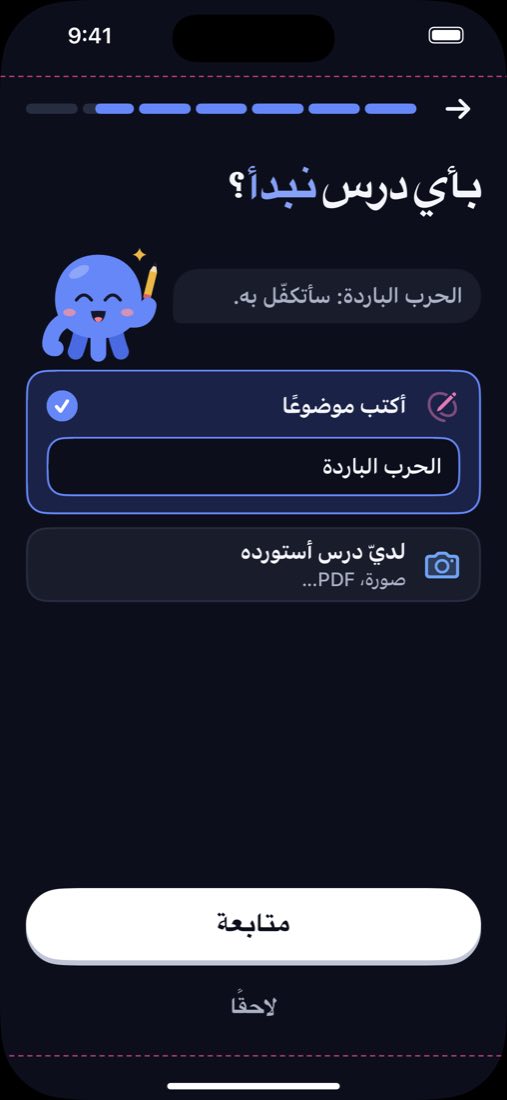 9:41
بأي درس نبدأ؟
الحرب الباردة: سأتكفّل به.
أكتب موضوعًا
الحرب الباردة
لديّ درس أستورده
صورة، PDF...
متابعة
لاحقًا